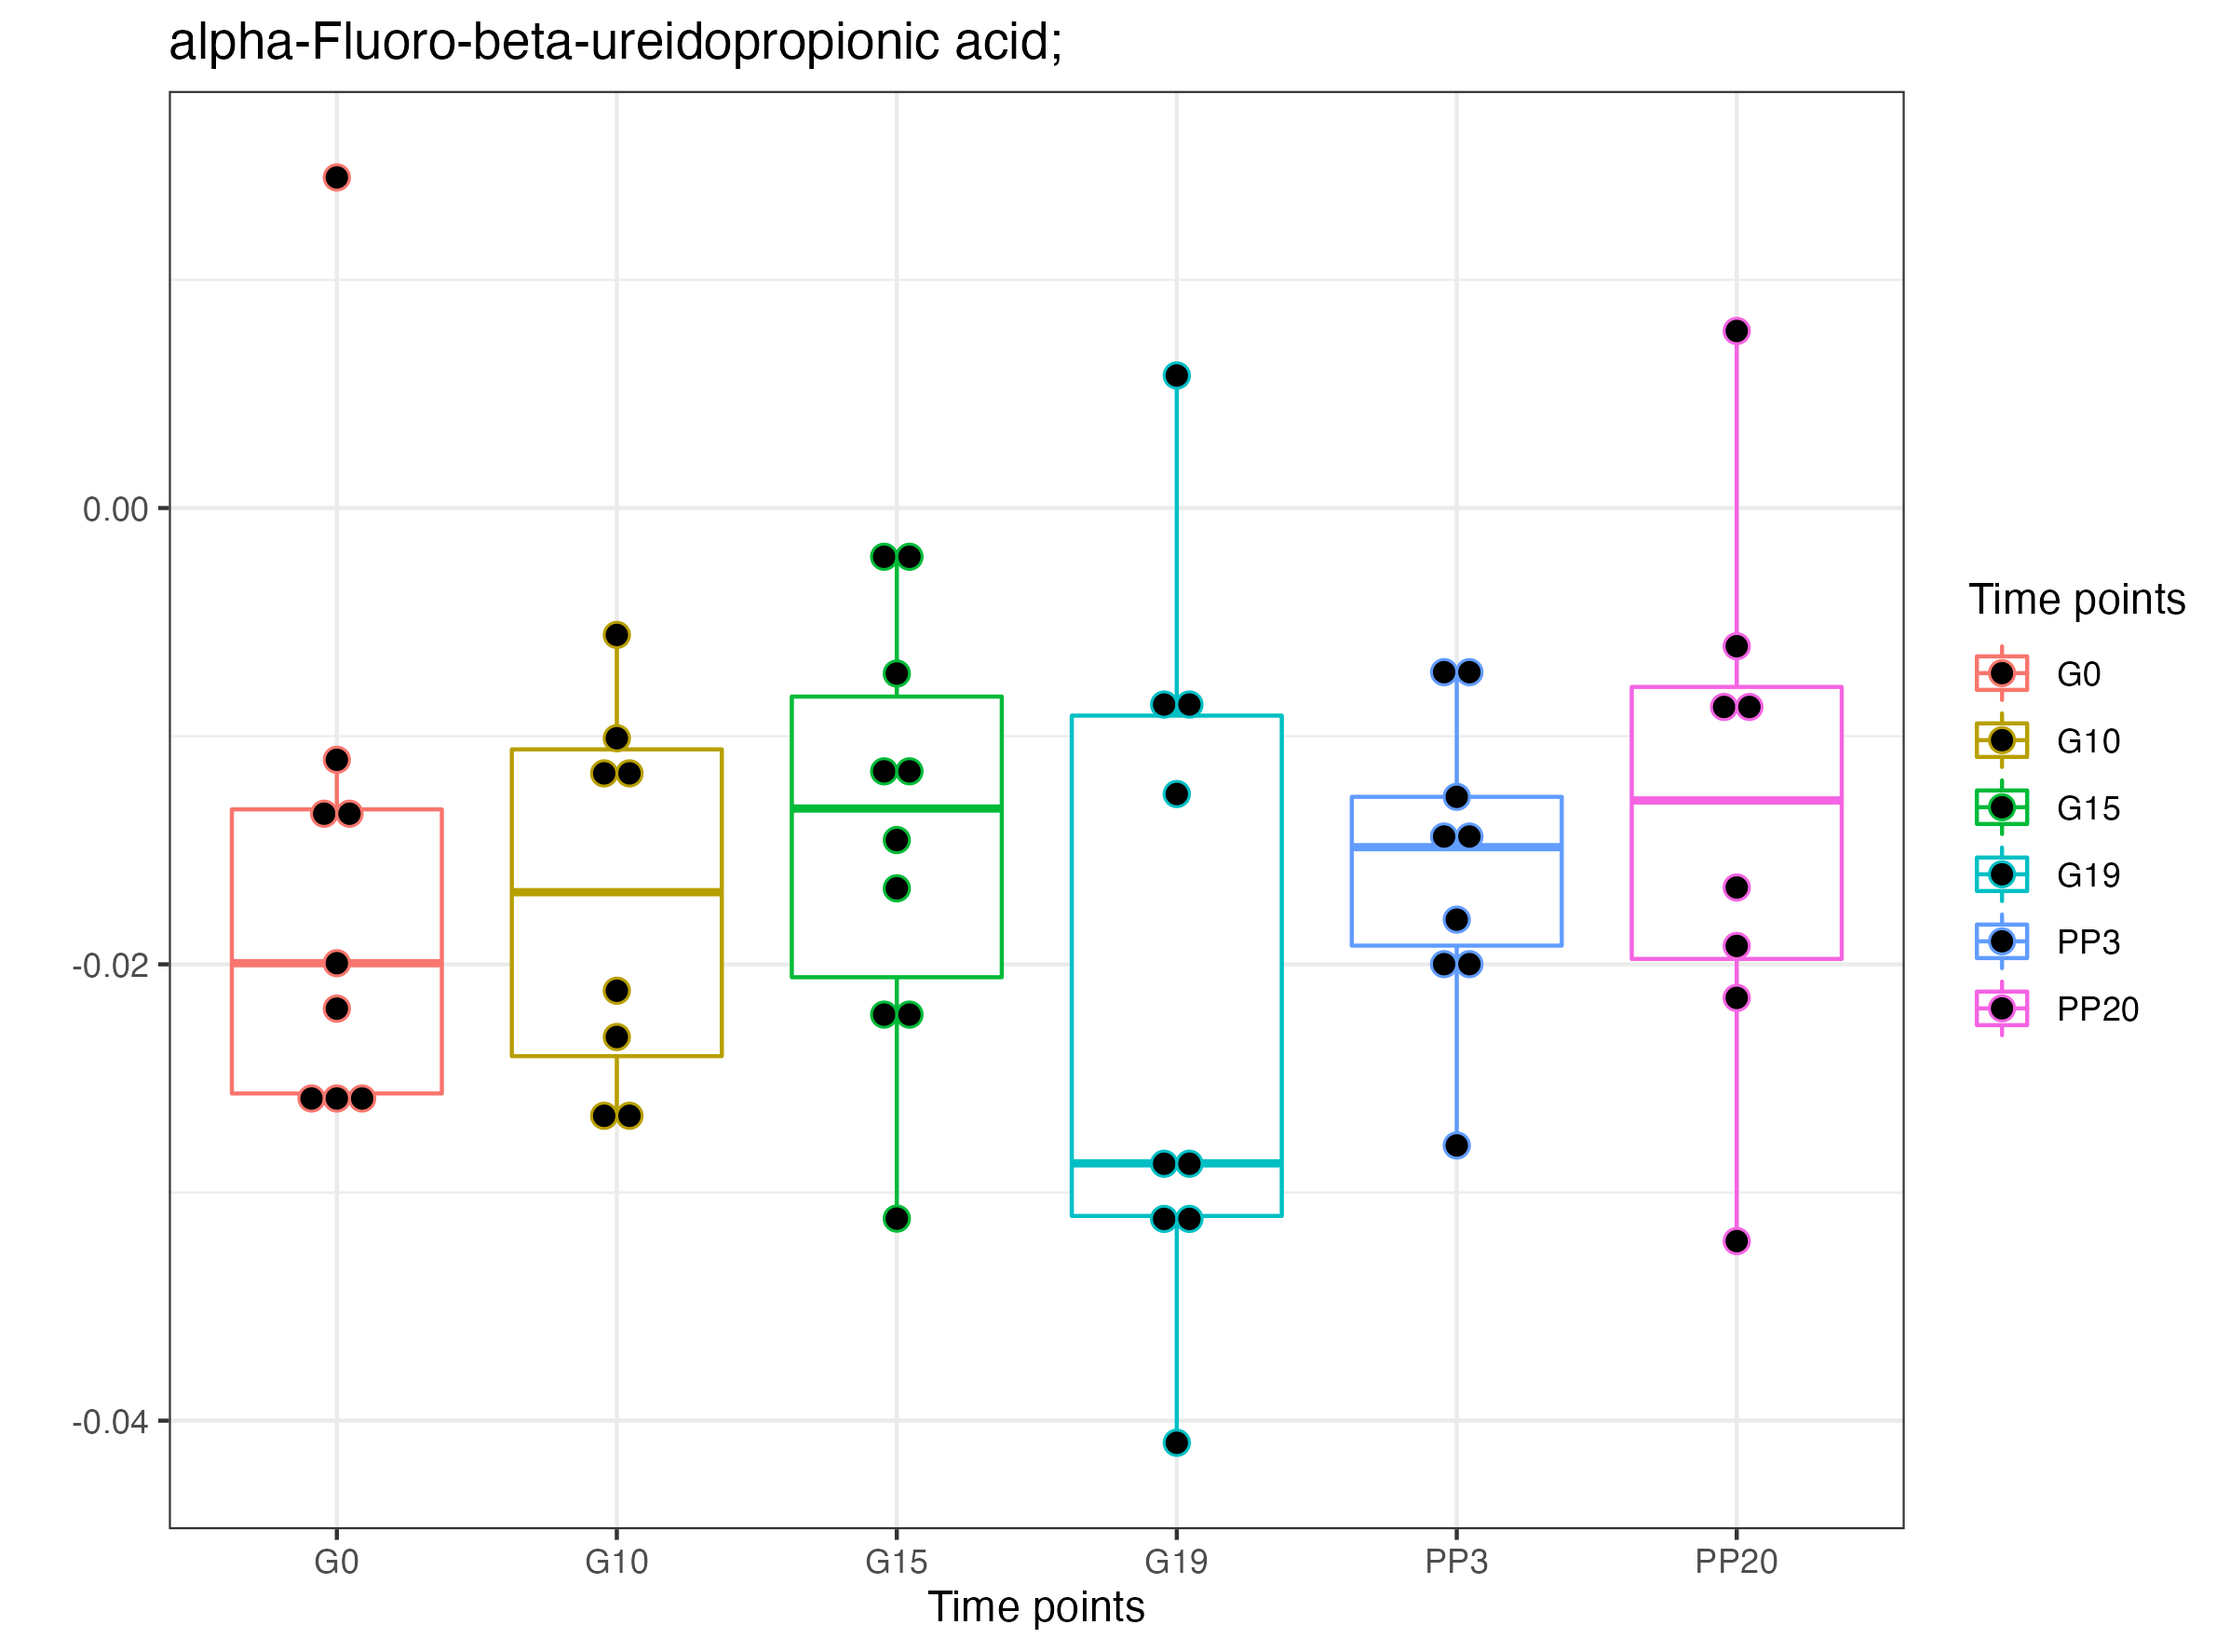 alpha-Fluoro-beta-ureidopropionic acid;
0.00
-0.02
-0.04
G0 G10 G15 G19 PP3 PP20
Time points
Time points
G0
G10
G15
G19
PP3
PP20